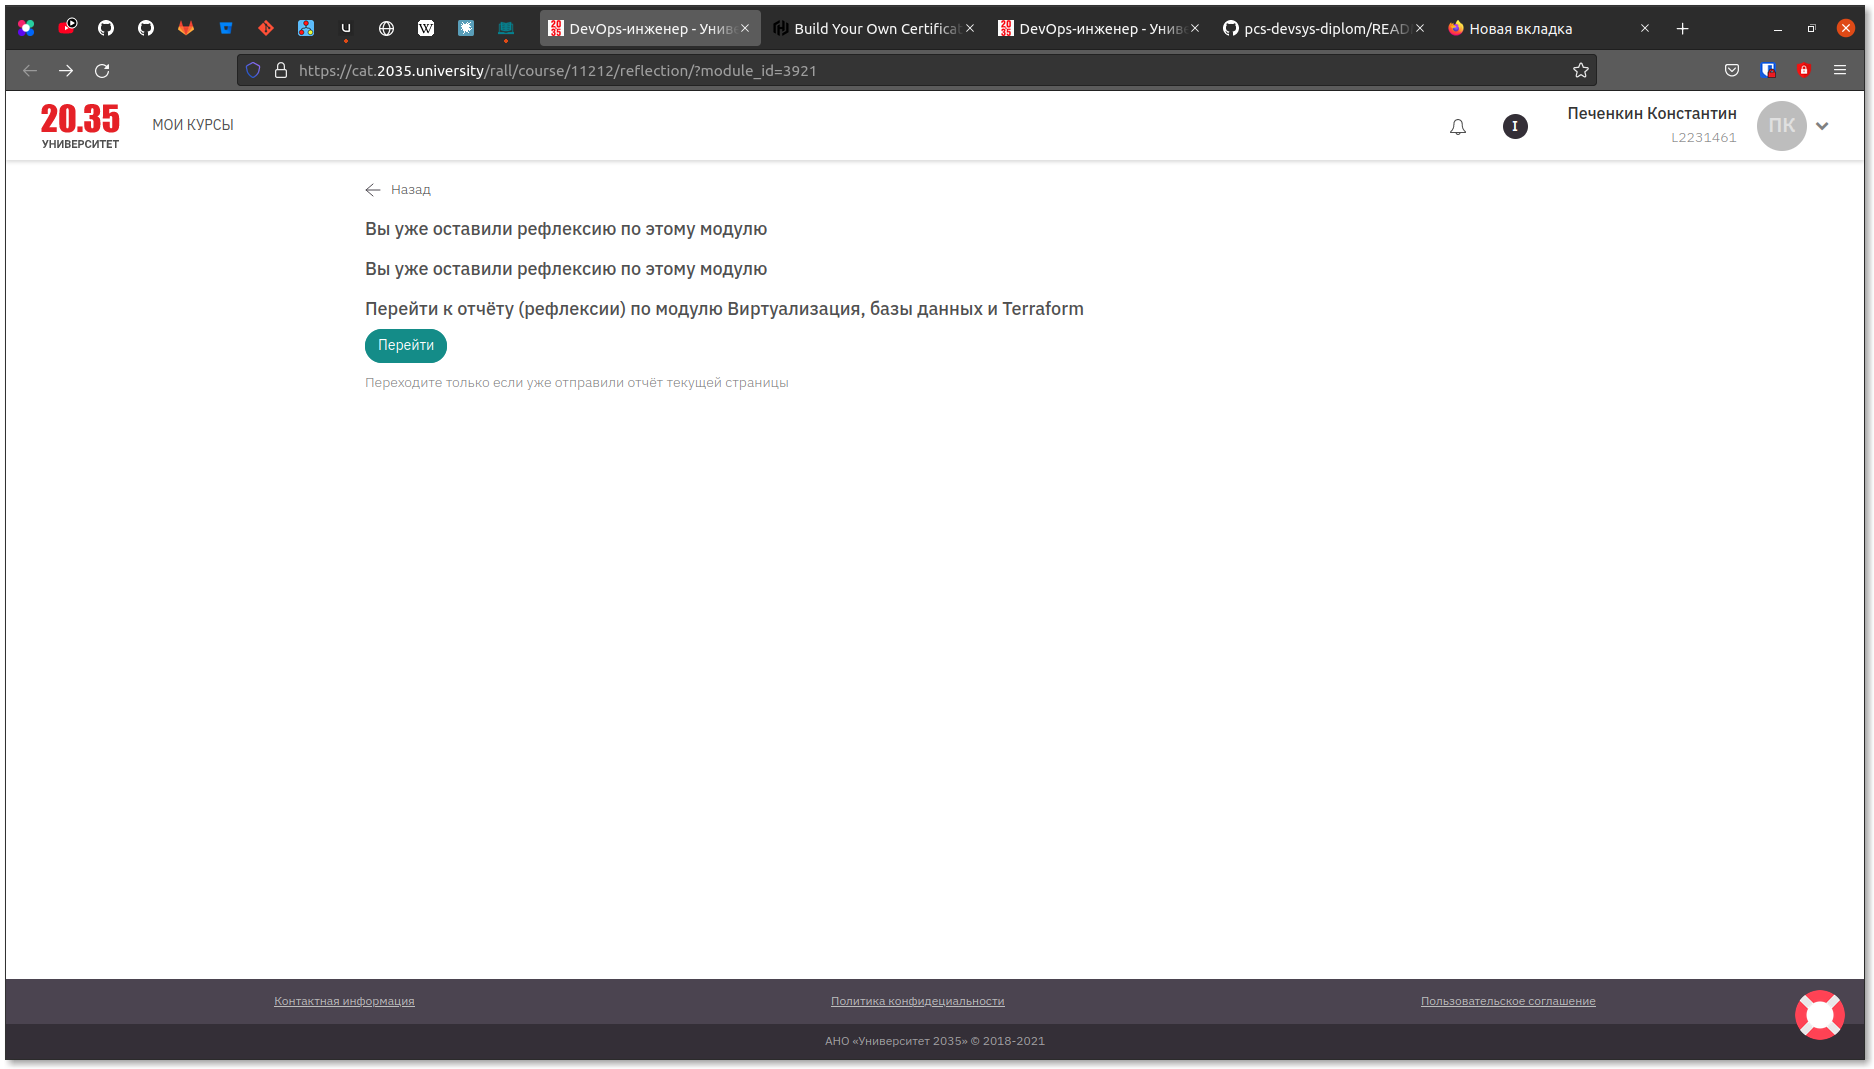 DevOps-инженер - Униве
Build Your Own Certificat
DevOps-инженер - Униве
pcs-devsys-diplom/READ
Новая вкладка
https://cat.2035.university/rall/course/11212/reflection/?module_id=3921
20.35
УНИВЕРСИТЕТ
МОИ КУРСЫ
I
Печенкин Константин
L2231461
ПК
Назад
Вы уже оставили рефлексию по этому модулю
Вы уже оставили рефлексию по этому модулю
Перейти к отчёту (рефлексии) по модулю Виртуализация, базы данных и Terraform
Перейти
Переходите только если уже отправили отчёт текущей страницы
Контактная информация
Политика конфидециальности
Пользовательское соглашение
АНО «Университет 2035» © 2018-2021